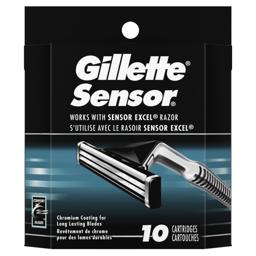 Gillette
Sensor®
WORKS WITH SENSOR EXCEL® RAZOR
S'UTILISE AVEC LE RASOIR SENSOR EXCEL®
Chromium Coating for
Long Lasting Blades
Revêtement de chrome
pour des lames durables
10 CARTRIDGES
CARTOUCHES